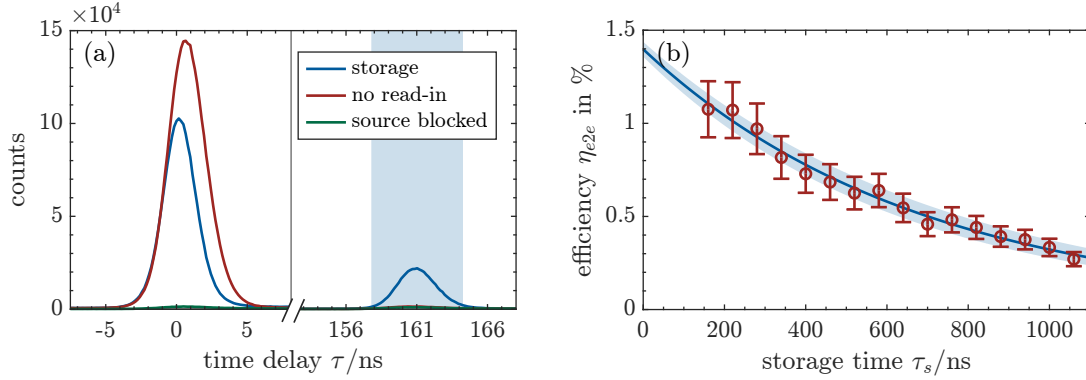 ×10⁴
15
10
5
0
counts
(a)
storage
no read-in
source blocked
-5
0
5
156
161
166
time delay τ/ns
1.5
1
0.5
0
efficiency ηe2e in %
(b)
0
200
400
600
800
1000
storage time τs/ns